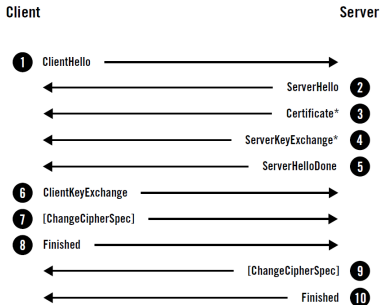 Client Server
1 ClientHello
ServerHello 2
Certificate* 3
ServerKeyExchange* 4
ServerHelloDone 5
6 ClientKeyExchange
7 [ChangeCipherSpec]
8 Finished
[ChangeCipherSpec] 9
Finished 10